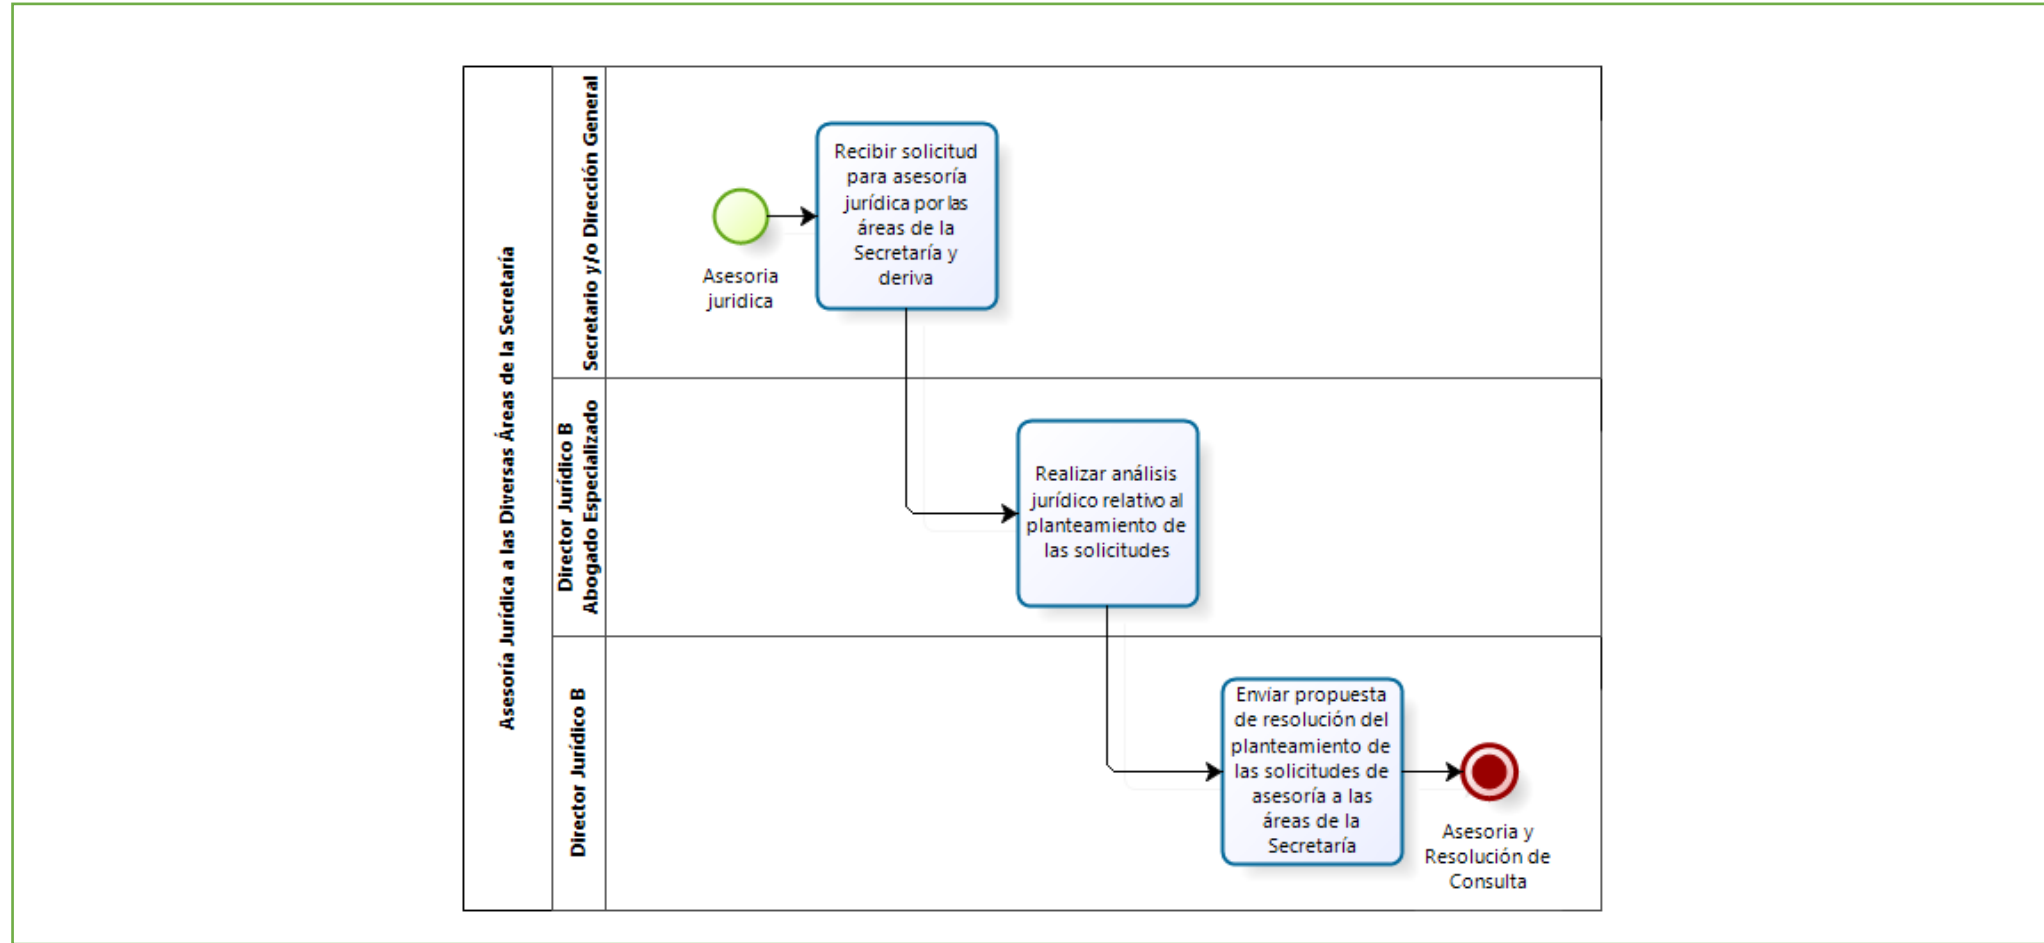 Asesoría Jurídica a las Diversas Áreas de la Secretaría
Secretario y/o Dirección General
Asesoria
juridica
Recibir solicitud
para asesoría
jurídica por las
áreas de la
Secretaría y
deriva
Director Jurídico B
Abogado Especializado
Realizar análisis
jurídico relativo al
planteamiento de
las solicitudes
Director Jurídico B
Enviar propuesta
de resolución del
planteamiento de
las solicitudes de
asesoría a las
áreas de la
Secretaría
Asesoria y
Resolución de
Consulta